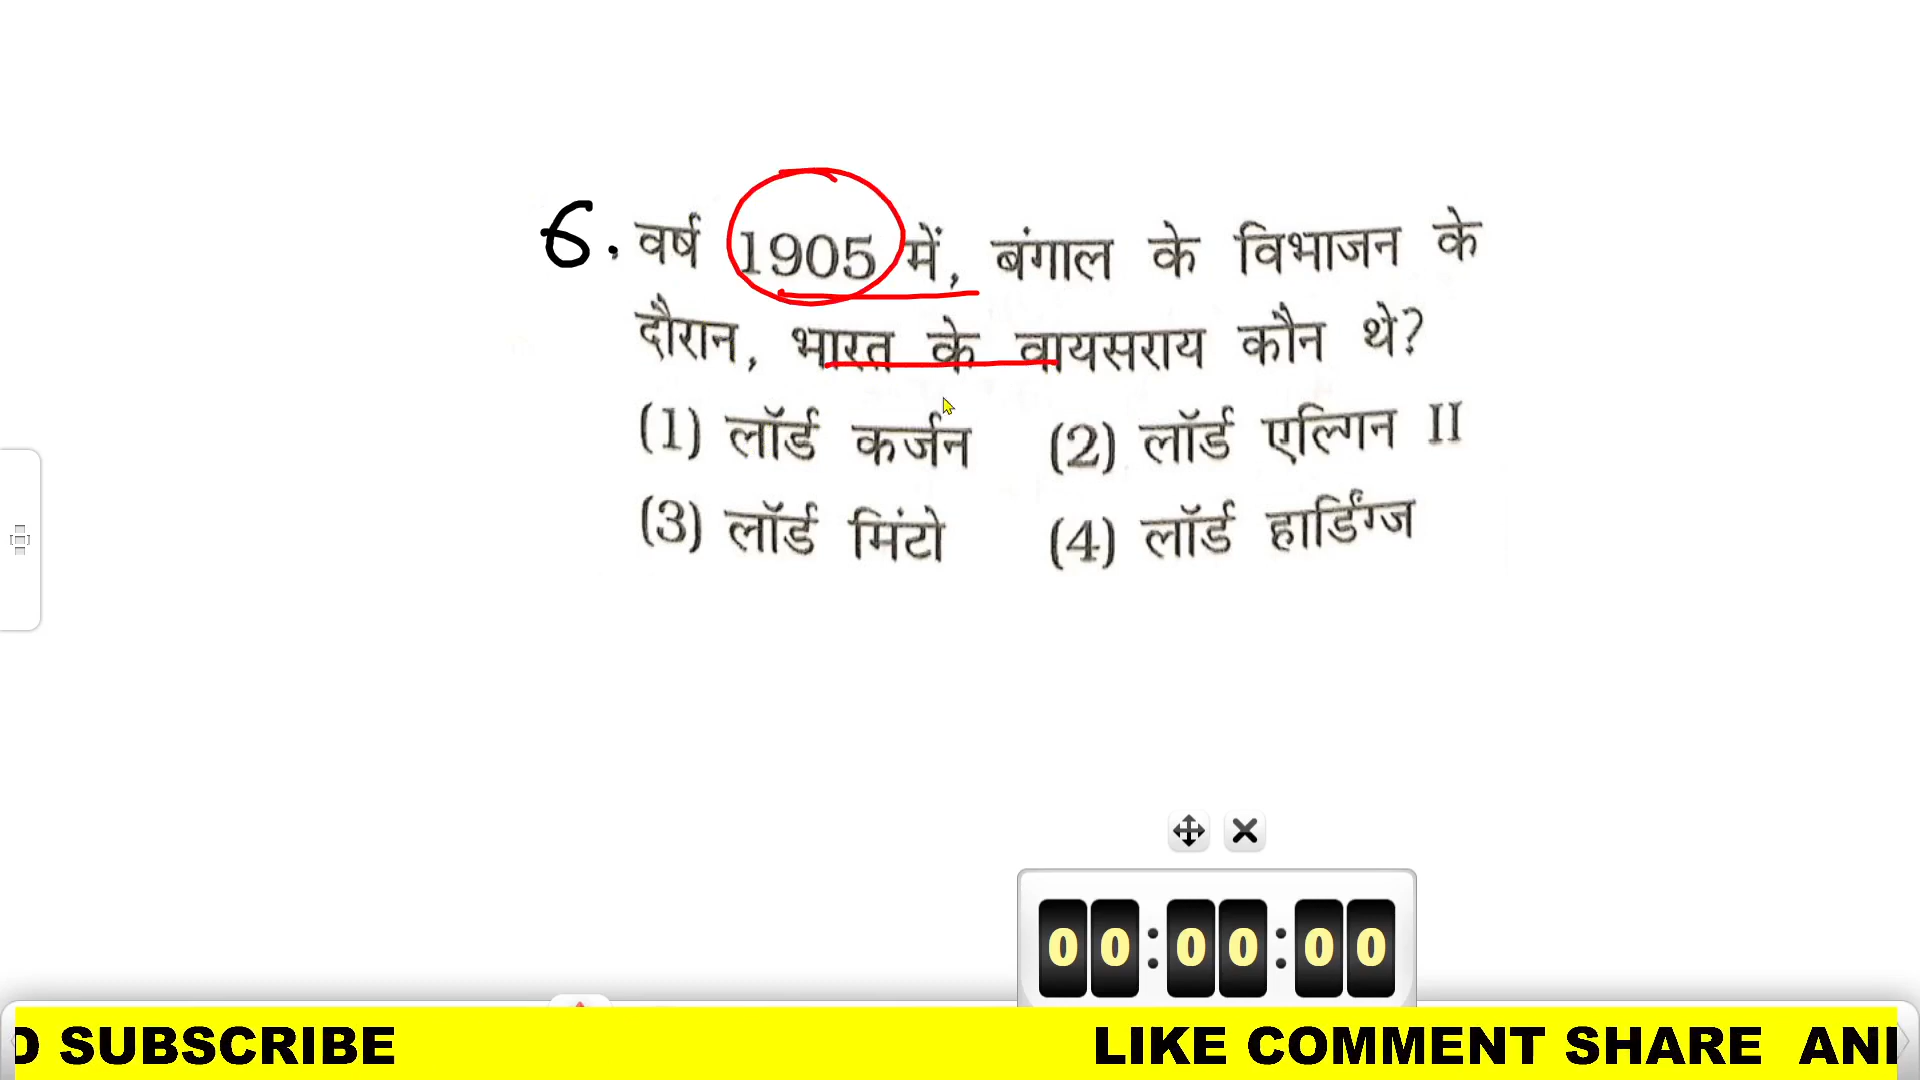 6. वर्ष 1905 में, बंगाल के विभाजन के
दौरान, भारत के वायसराय कौन थे?
(1) लॉर्ड कर्जन (2) लॉर्ड एल्गिन II
(3) लॉर्ड मिंटो (4) लॉर्ड हार्डिंग्ज
00:00:00
D SUBSCRIBE LIKE COMMENT SHARE AN